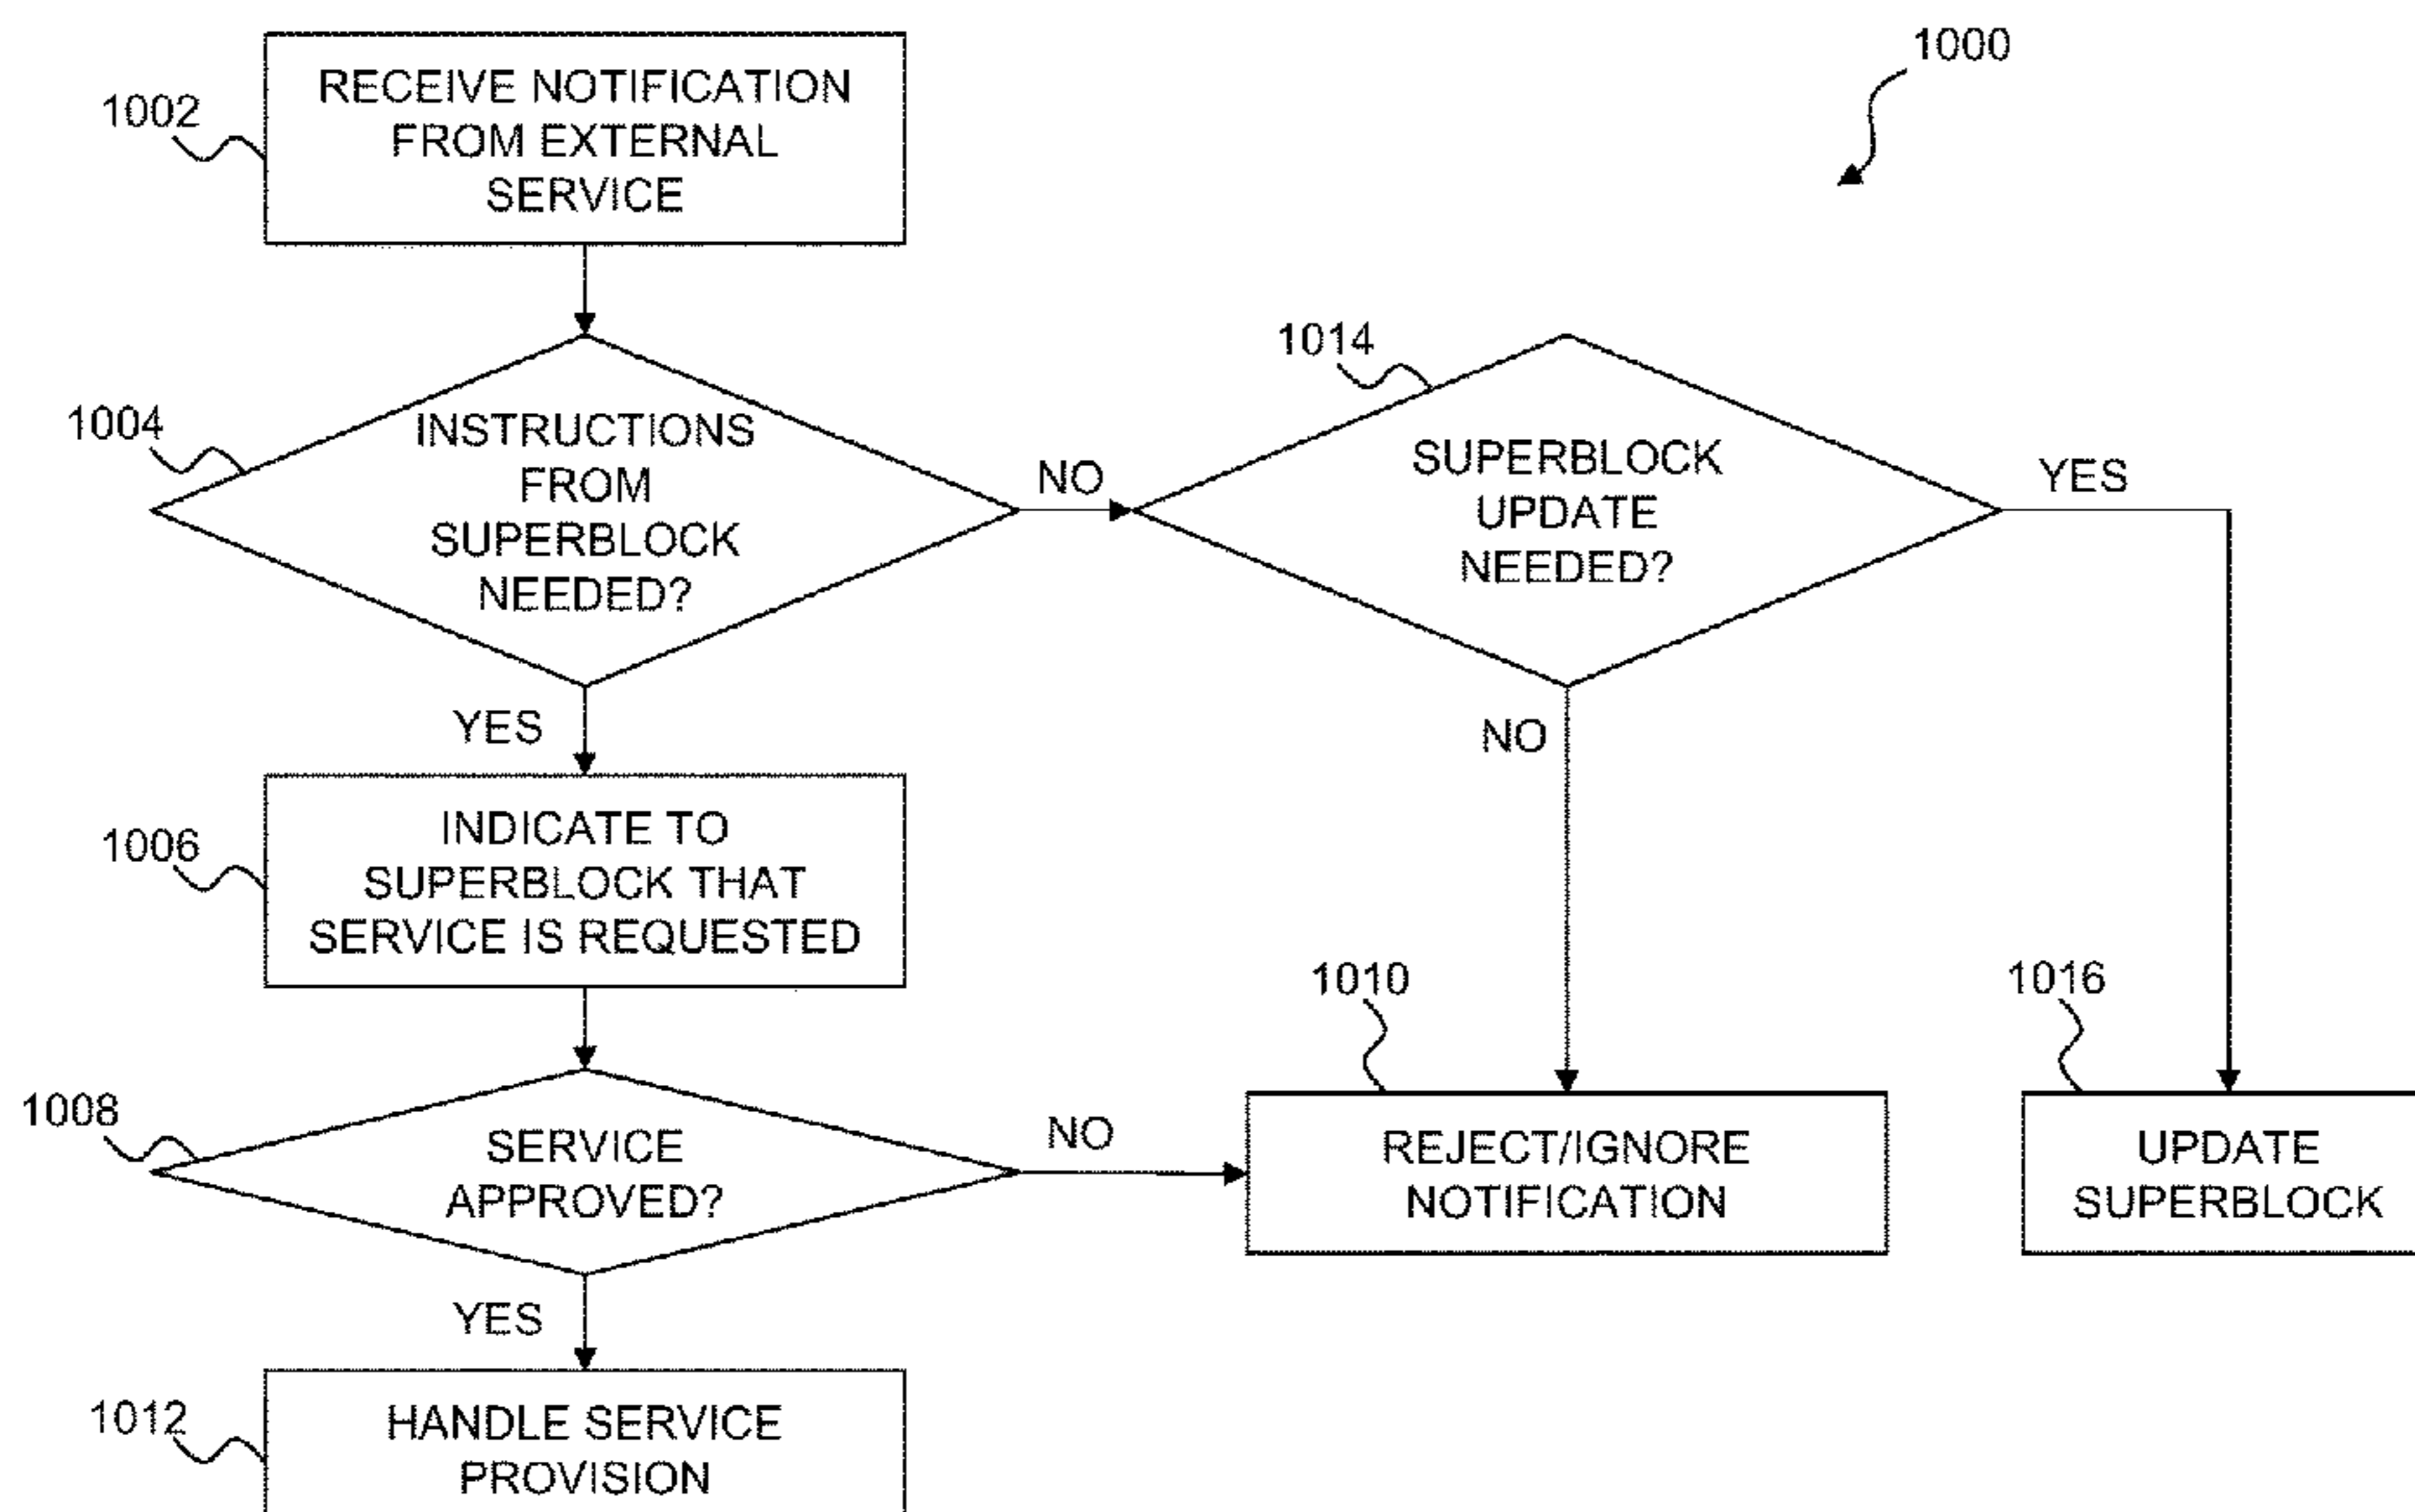 1000
1002
RECEIVE NOTIFICATION
FROM EXTERNAL
SERVICE
1004
INSTRUCTIONS
FROM
SUPERBLOCK
NEEDED?
NO
1014
SUPERBLOCK
UPDATE
NEEDED?
YES
YES
NO
1006
INDICATE TO
SUPERBLOCK THAT
SERVICE IS REQUESTED
1008
SERVICE
APPROVED?
NO
1010
REJECT/IGNORE
NOTIFICATION
1016
UPDATE
SUPERBLOCK
YES
1012
HANDLE SERVICE
PROVISION